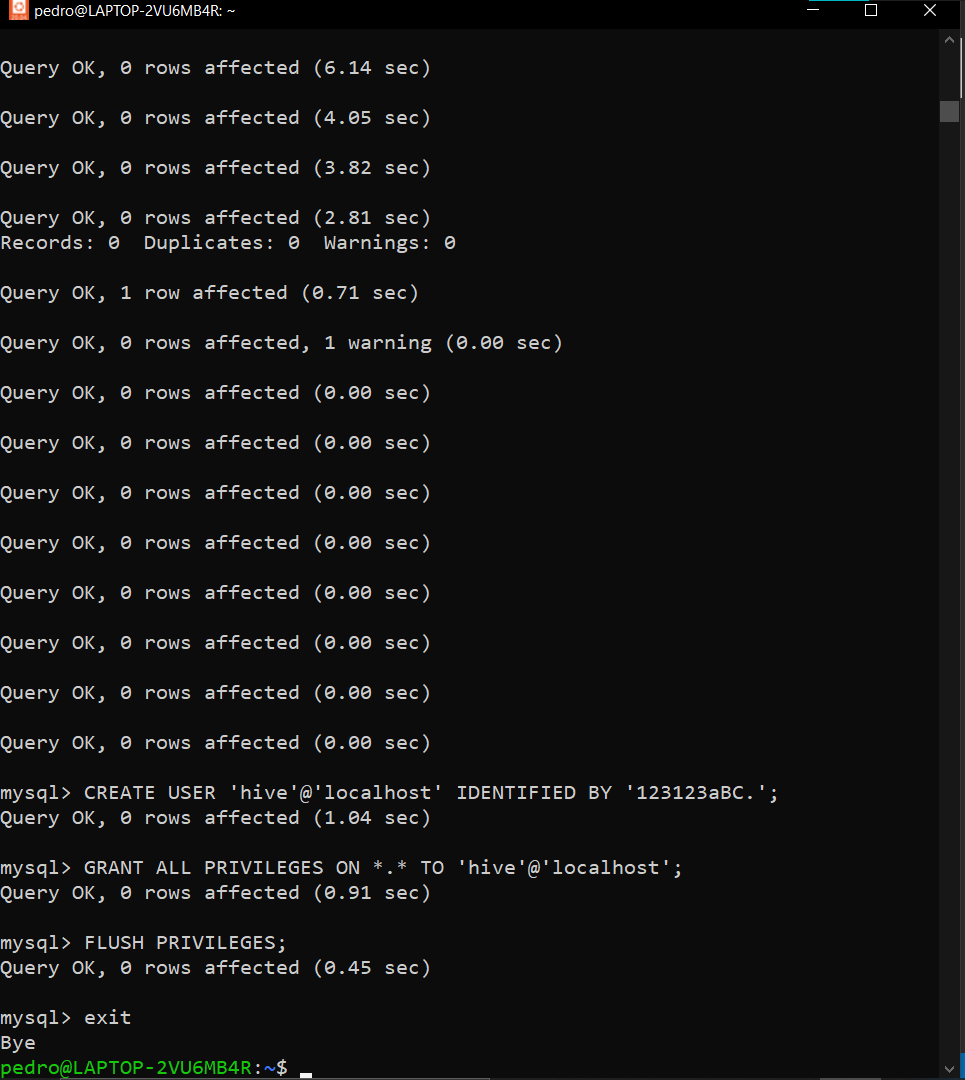 pedro@LAPTOP-2VU6MB4R: ~
Query OK, 0 rows affected (6.14 sec)
Query OK, 0 rows affected (4.05 sec)
Query OK, 0 rows affected (3.82 sec)
Query OK, 0 rows affected (2.81 sec)
Records: 0  Duplicates: 0  Warnings: 0
Query OK, 1 row affected (0.71 sec)
Query OK, 0 rows affected, 1 warning (0.00 sec)
Query OK, 0 rows affected (0.00 sec)
Query OK, 0 rows affected (0.00 sec)
Query OK, 0 rows affected (0.00 sec)
Query OK, 0 rows affected (0.00 sec)
Query OK, 0 rows affected (0.00 sec)
Query OK, 0 rows affected (0.00 sec)
Query OK, 0 rows affected (0.00 sec)
Query OK, 0 rows affected (0.00 sec)
mysql> CREATE USER 'hive'@'localhost' IDENTIFIED BY '123123aBC.';
Query OK, 0 rows affected (1.04 sec)
mysql> GRANT ALL PRIVILEGES ON *.* TO 'hive'@'localhost';
Query OK, 0 rows affected (0.91 sec)
mysql> FLUSH PRIVILEGES;
Query OK, 0 rows affected (0.45 sec)
mysql> exit
Bye
pedro@LAPTOP-2VU6MB4R:~$